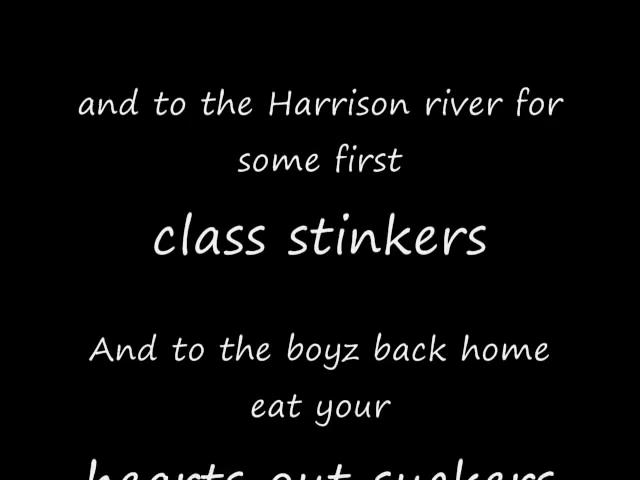 and to the Harrison river for
some first
class stinkers
And to the boyz back home
eat your
hearts out suckers